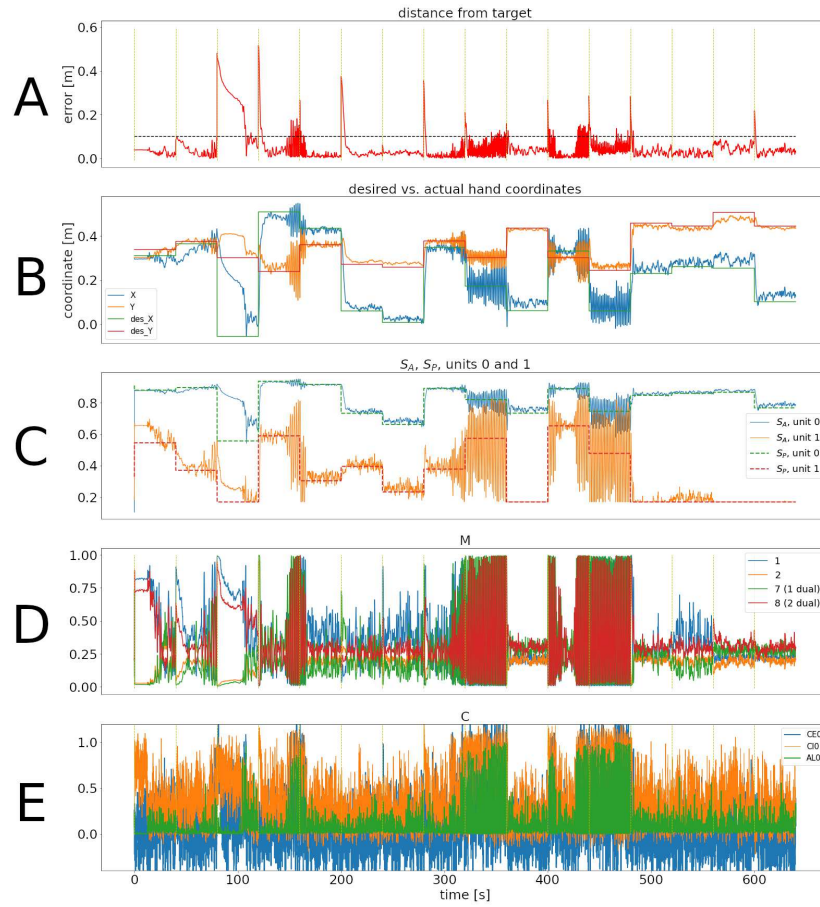 distance from target
A
error [m]
0.6
0.4
0.2
0.0
desired vs. actual hand coordinates
B
coordinate [m]
0.4
0.2
0.0
X
Y
des_X
des_Y
S_A, S_P, units 0 and 1
C
0.8
0.6
0.4
0.2
S_A, unit 0
S_A, unit 1
S_P, unit 0
S_P, unit 1
M
D
1.00
0.75
0.50
0.25
0.00
1
2
7 (1 dual)
8 (2 dual)
C
E
1.0
0.5
0.0
CE0
CI0
AL0
0 100 200 300 400 500 600
time [s]